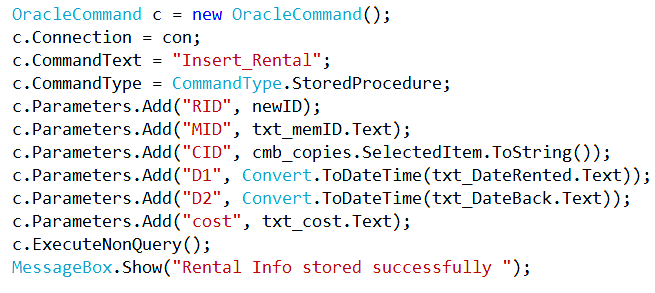 OracleCommand c = new OracleCommand();
c.Connection = con;
c.CommandText = "Insert_Rental";
c.CommandType = CommandType.StoredProcedure;
c.Parameters.Add("RID", newID);
c.Parameters.Add("MID", txt_memID.Text);
c.Parameters.Add("CID", cmb_copies.SelectedItem.ToString());
c.Parameters.Add("D1", Convert.ToDateTime(txt_DateRented.Text));
c.Parameters.Add("D2", Convert.ToDateTime(txt_DateBack.Text));
c.Parameters.Add("cost", txt_cost.Text);
c.ExecuteNonQuery();
MessageBox.Show("Rental Info stored successfully ");